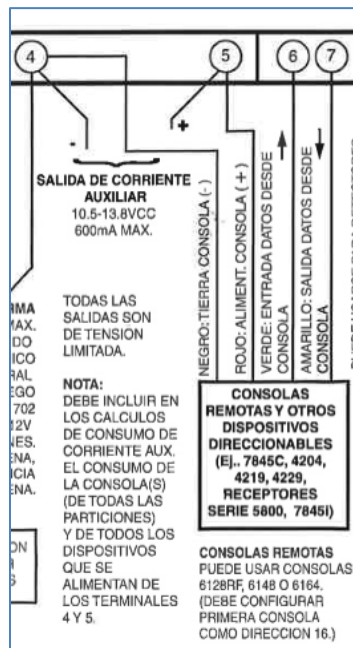 4
5
6
7
-
+
SALIDA DE CORRIENTE
AUXILIAR
10.5-13.8VCC
600mA MAX.
NEGRO: TIERRA CONSOLA (-)
ROJO: ALIMENT. CONSOLA (+)
VERDE: ENTRADA DATOS DESDE
CONSOLA
AMARILLO: SALIDA DATOS DESDE
CONSOLA
TODAS LAS
SALIDAS SON
DE TENSION
LIMITADA.
NOTA:
DEBE INCLUIR EN
LOS CALCULOS
DE CONSUMO DE
CORRIENTE AUX.
EL CONSUMO DE
LA CONSOLA(S)
(DE TODAS LAS
PARTICIONES)
Y DE TODOS LOS
DISPOSITIVOS
QUE SE
ALIMENTAN DE
LOS TERMINALES
4 Y 5.
CONSOLAS
REMOTAS Y OTROS
DISPOSITIVOS
DIRECCIONABLES
(Ej.. 7845C, 4204,
4219, 4229,
RECEPTORES
SERIE 5800, 7845I)
CONSOLAS REMOTAS
PUEDE USAR CONSOLAS
6128RF, 6148 O 6164.
(DEBE CONFIGURAR
PRIMERA CONSOLA
COMO DIRECCION 16.)